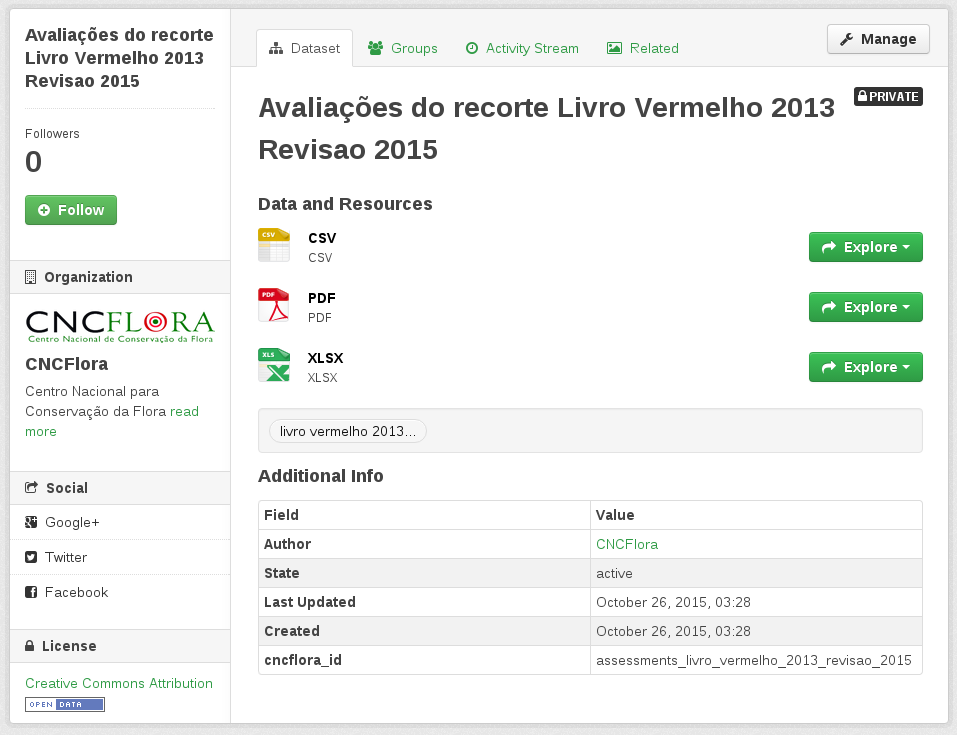 Avaliações do recorte
Livro Vermelho 2013
Revisao 2015
Followers
0
Follow
Organization
CNCFLORA
Centro Nacional de Conservação da Flora
CNCFlora
Centro Nacional para
Conservação da Flora read
more
Social
Google+
Twitter
Facebook
License
Creative Commons Attribution
OPEN DATA
Dataset Groups Activity Stream Related Manage
PRIVATE
Avaliações do recorte Livro Vermelho 2013
Revisao 2015
Data and Resources
CSV CSV Explore
CSV
PDF PDF Explore
PDF
XLS XLSX Explore
XLSX
livro vermelho 2013...
Additional Info
Field Value
Author CNCFlora
State active
Last Updated October 26, 2015, 03:28
Created October 26, 2015, 03:28
cncflora_id assessments_livro_vermelho_2013_revisao_2015